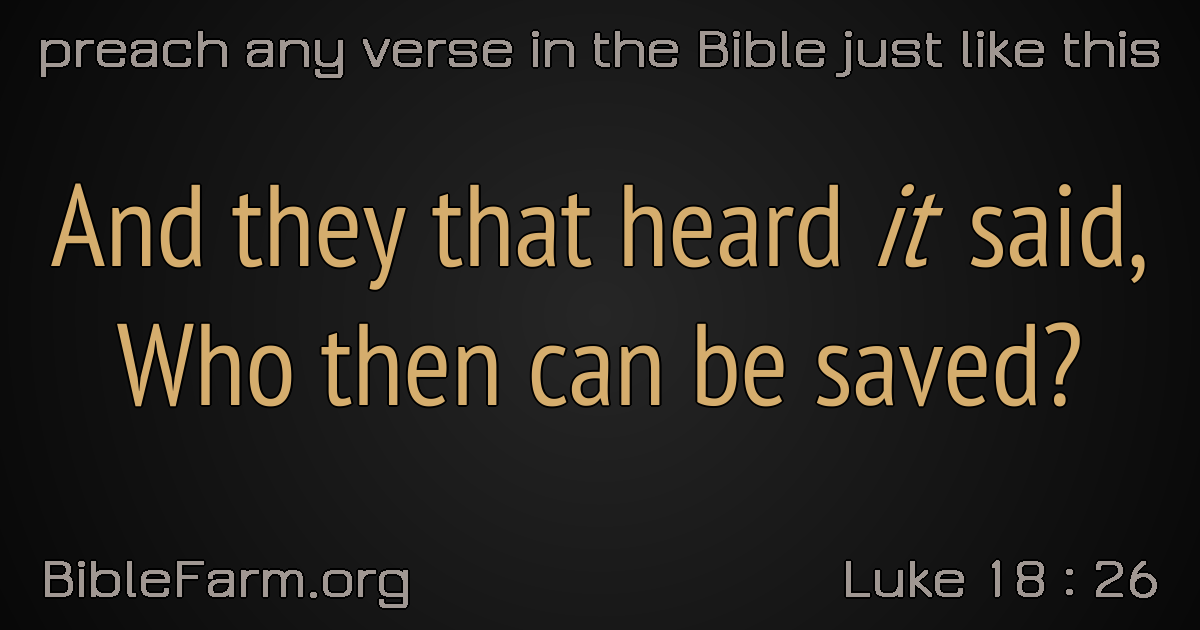 preach any verse in the Bible just like this
And they that heard it said,
Who then can be saved?
BibleFarm.org
Luke 18 : 26